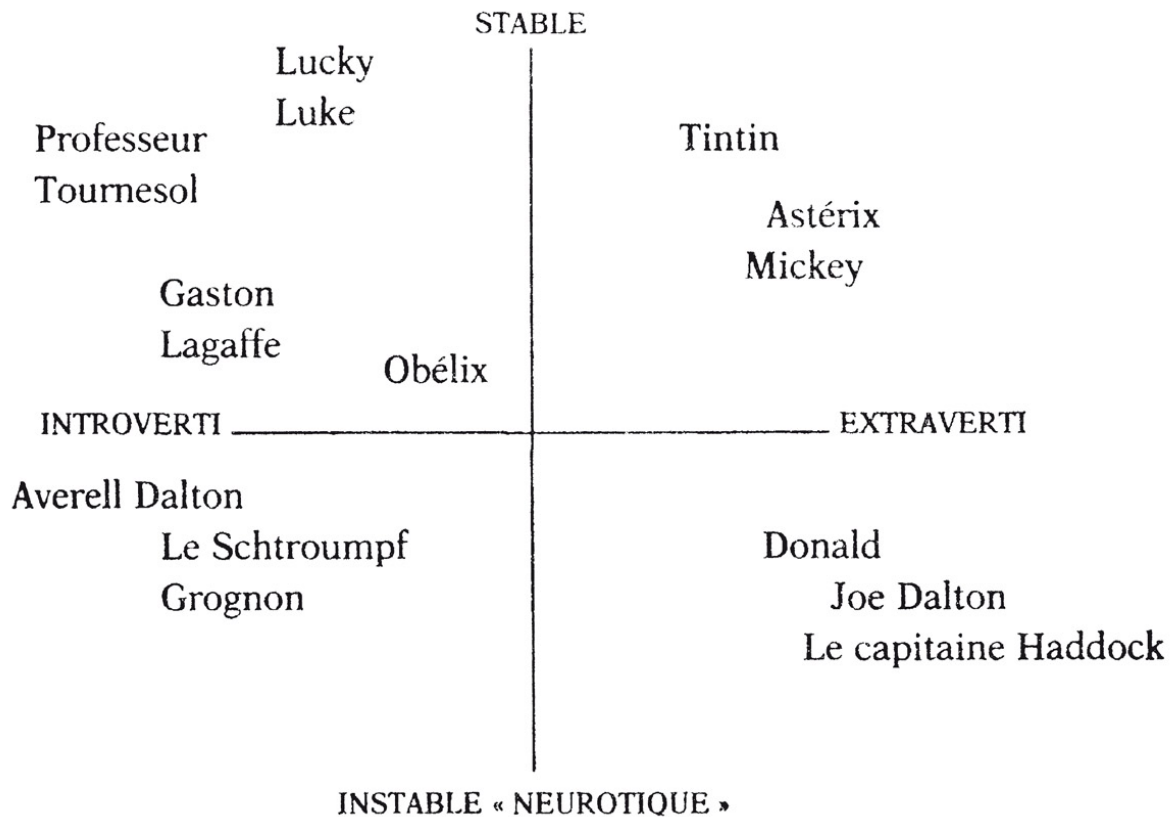 STABLE
Lucky
Luke
Professeur
Tournesol
Tintin
Astérix
Mickey
Gaston
Lagaffe
Obélix
INTROVERTI
EXTRAVERTI
Averell Dalton
Le Schtroumpf
Grognon
Donald
Joe Dalton
Le capitaine Haddock
INSTABLE « NEUROTIQUE »